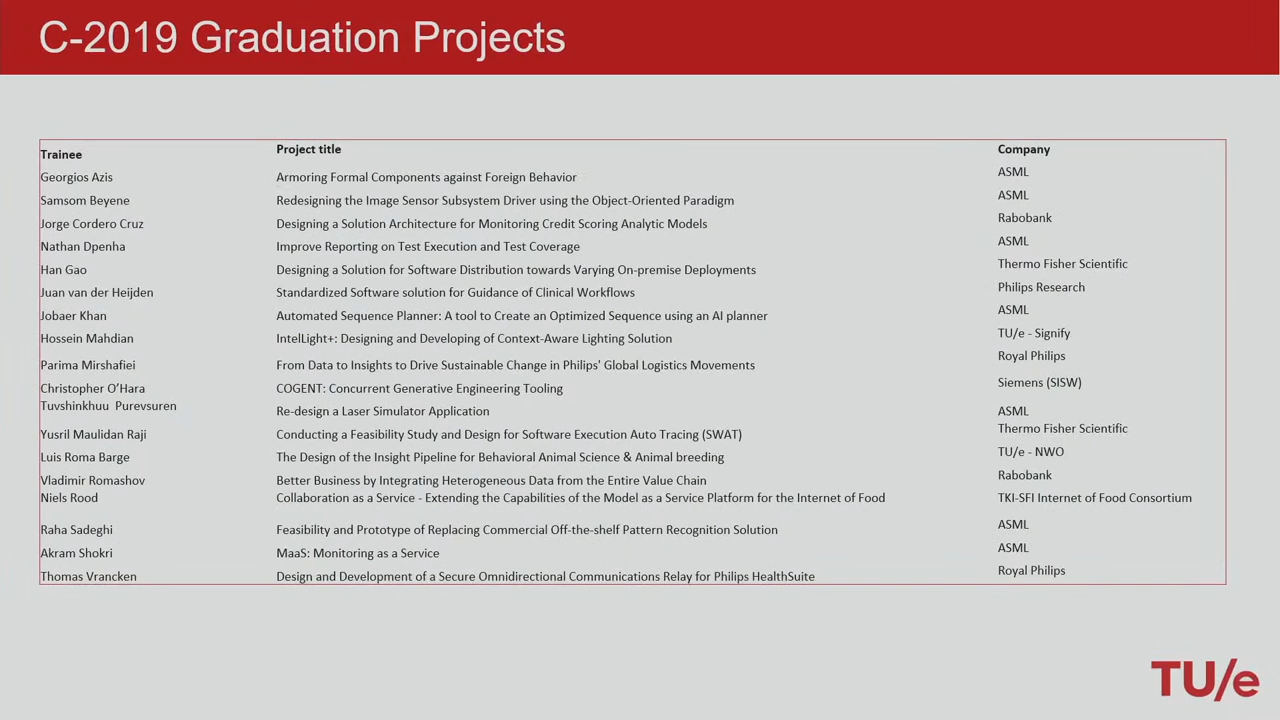 C-2019 Graduation Projects
Trainee Project title Company
Georgios Azis Armoring Formal Components against Foreign Behavior ASML
Samsom Beyene Redesigning the Image Sensor Subsystem Driver using the Object-Oriented Paradigm ASML
Jorge Cordero Cruz Designing a Solution Architecture for Monitoring Credit Scoring Analytic Models Rabobank
Nathan Dpenha Improve Reporting on Test Execution and Test Coverage ASML
Han Gao Designing a Solution for Software Distribution towards Varying On-premise Deployments Thermo Fisher Scientific
Juan van der Heijden Standardized Software solution for Guidance of Clinical Workflows Philips Research
Jobaer Khan Automated Sequence Planner: A tool to Create an Optimized Sequence using an AI planner ASML
Hossein Mahdian IntelLight+: Designing and Developing of Context-Aware Lighting Solution TU/e - Signify
Parima Mirshafiei From Data to Insights to Drive Sustainable Change in Philips' Global Logistics Movements Royal Philips
Christopher O’Hara COGENT: Concurrent Generative Engineering Tooling Siemens (SISW)
Tuvshinkhuu Purevsuren Re-design a Laser Simulator Application ASML
Yusril Maulidan Raji Conducting a Feasibility Study and Design for Software Execution Auto Tracing (SWAT) Thermo Fisher Scientific
Luis Roma Barge The Design of the Insight Pipeline for Behavioral Animal Science & Animal breeding TU/e - NWO
Vladimir Romashov Better Business by Integrating Heterogeneous Data from the Entire Value Chain Rabobank
Niels Rood Collaboration as a Service - Extending the Capabilities of the Model as a Service Platform for the Internet of Food TKI-SFI Internet of Food Consortium
Raha Sadeghi Feasibility and Prototype of Replacing Commercial Off-the-shelf Pattern Recognition Solution ASML
Akram Shokri MaaS: Monitoring as a Service ASML
Thomas Vrancken Design and Development of a Secure Omnidirectional Communications Relay for Philips HealthSuite Royal Philips
TU/e